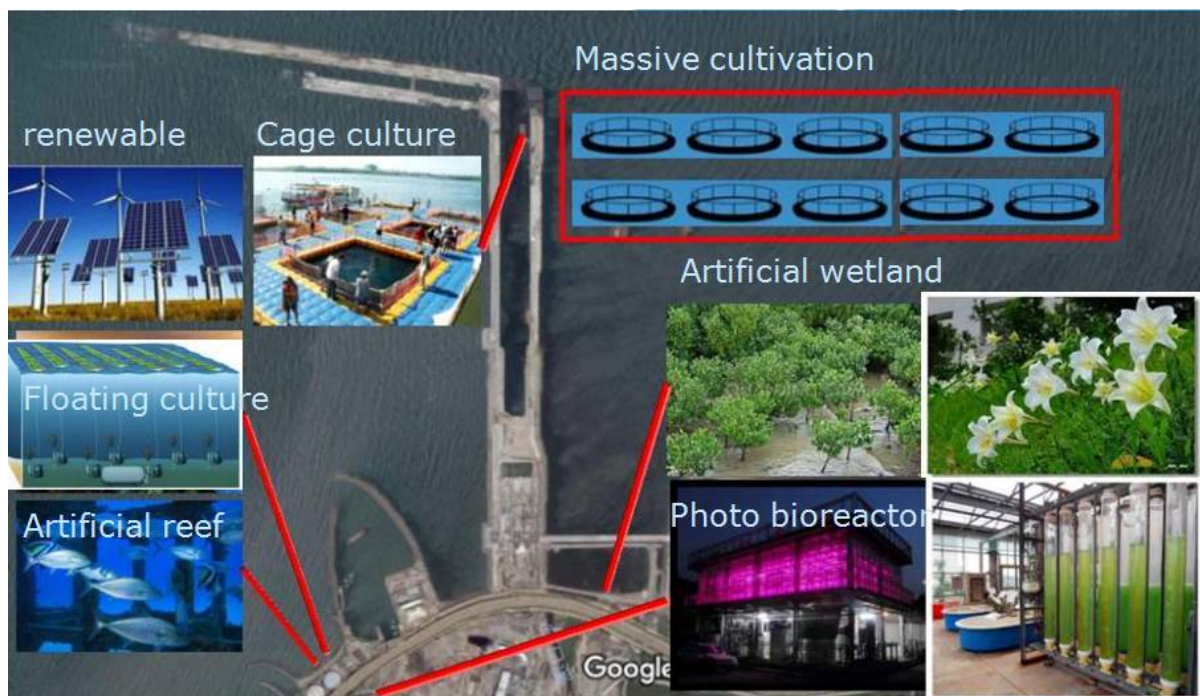 Massive cultivation
renewable
Cage culture
Artificial wetland
Floating culture
Artificial reef
Photo bioreactor
Google